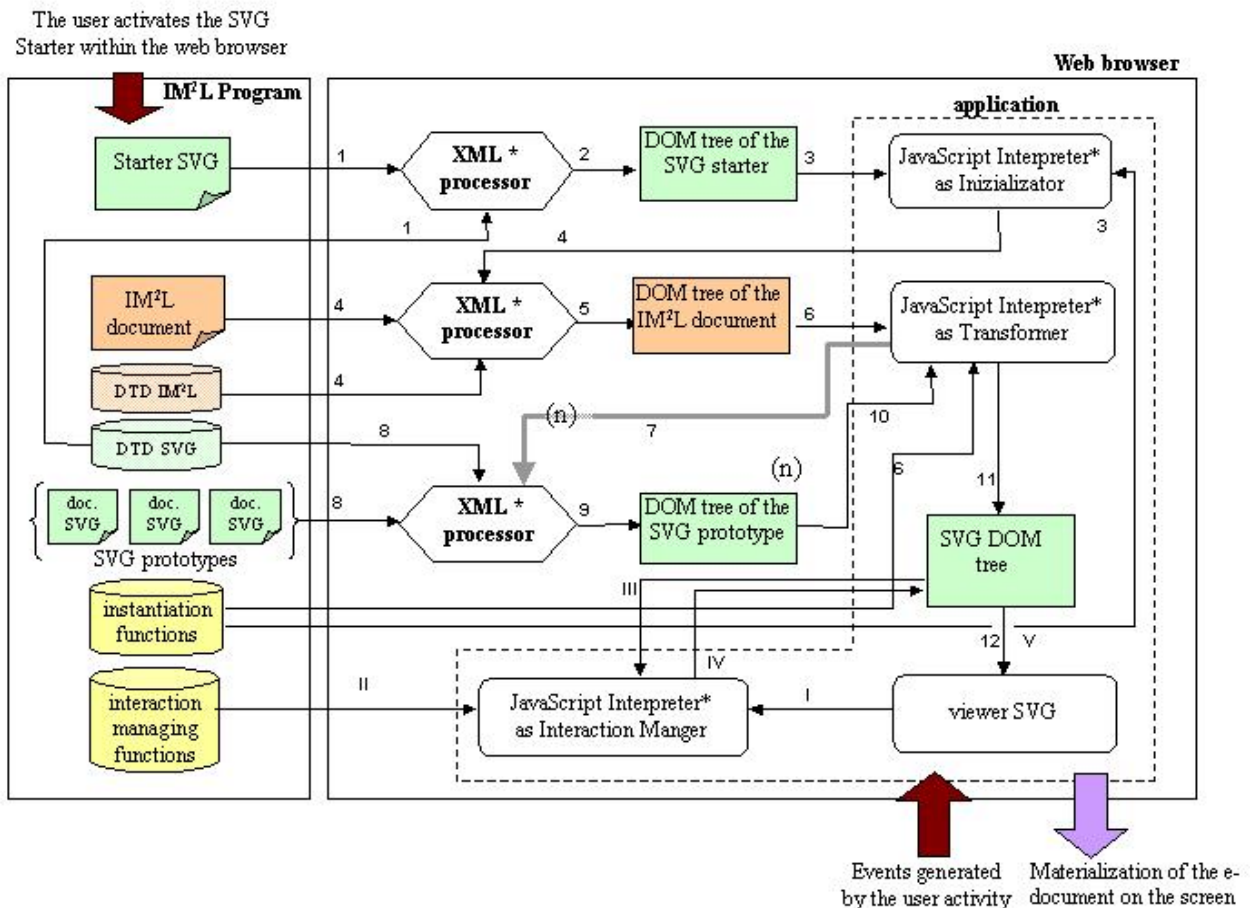 The user activates the SVG
Starter within the web browser
Web browser
IM²L Program
application
Starter SVG
1
XML *
processor
2
DOM tree of the
SVG starter
3
JavaScript Interpreter*
as Inizializator
1
4
3
IM²L
document
4
XML *
processor
5
DOM tree of the
IM²L document
6
JavaScript Interpreter*
as Transformer
DTD IM²L
4
DTD SVG
8
(n)
7
10
(n)
6
11
doc.
SVG
doc.
SVG
doc.
SVG
SVG prototypes
8
XML *
processor
9
DOM tree of the
SVG prototype
SVG DOM
tree
III
instantiation
functions
12
V
IV
II
I
interaction
managing
functions
JavaScript Interpreter*
as Interaction Manger
viewer SVG
Events generated
by the user activity
Materialization of the e-
document on the screen